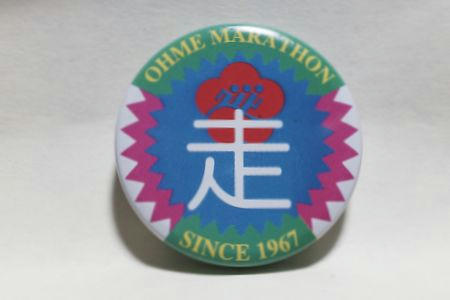 OHME MARATHON
走
SINCE 1967